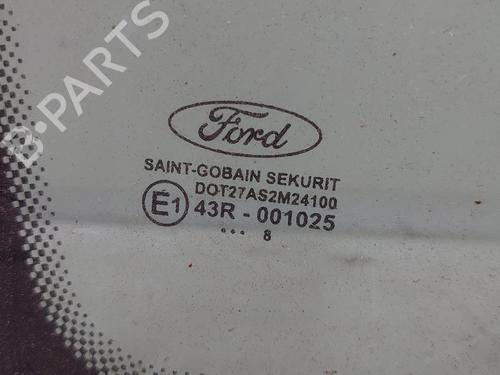 B-PARTS
Ford
SAINT-GOBAIN SEKURIT
DOT27AS2M24100
E1 43R - 001025
... 8